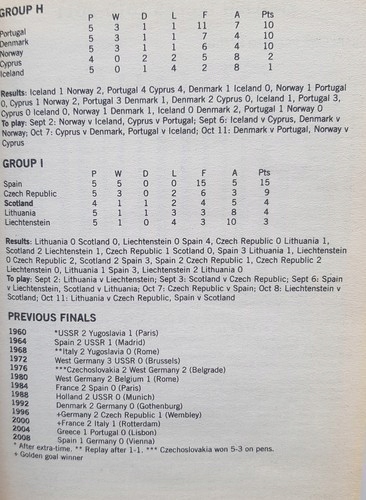 GROUP H
P W D L F A Pts
Portugal 5 3 1 1 11 7 10
Denmark 5 3 1 1 7 4 10
Norway 5 3 1 1 6 4 10
Cyprus 4 0 2 2 5 8 2
Iceland 5 0 1 4 2 8 1
Results: Iceland 1 Norway 2, Portugal 4 Cyprus 4, Denmark 1 Iceland 0, Norway 1 Portugal
0, Cyprus 1 Norway 2, Portugal 3 Denmark 1, Denmark 2 Cyprus 0, Iceland 1, Portugal 3,
Cyprus 0 Iceland 0, Norway 1 Denmark 1, Iceland 0 Denmark 2, Portugal 1 Norway 0
To play: Sept 2: Norway v Iceland, Cyprus v Portugal; Sept 6: Iceland v Cyprus, Denmark v
Norway; Oct 7: Cyprus v Denmark, Portugal v Iceland; Oct 11: Denmark v Portugal, Norway v
Cyprus
GROUP I
P W D L F A Pts
Spain 5 5 0 0 15 5 15
Czech Republic 5 3 0 2 6 3 9
Scotland 4 1 1 2 4 5 4
Lithuania 5 1 1 3 3 8 4
Liechtenstein 5 1 0 4 3 10 3
Results: Lithuania 0 Scotland 0, Liechtenstein 0 Spain 4, Czech Republic 0 Lithuania 1,
Scotland 2 Liechtenstein 1, Czech Republic 1 Scotland 0, Spain 3 Lithuania 1, Liechtenstein
0 Czech Republic 2, Scotland 2 Spain 3, Spain 2 Czech Republic 1, Czech Republic 2
Liechtenstein 0, Lithuania 1 Spain 3, Liechtenstein 2 Lithuania 0
To play: Sept 2: Lithuania v Liechtenstein; Sept 3: Scotland v Czech Republic; Sept 6: Spain
v Liechtenstein, Scotland v Lithuania; Oct 7: Czech Republic v Spain; Oct 8: Liechtenstein v
Scotland; Oct 11: Lithuania v Czech Republic, Spain v Scotland
PREVIOUS FINALS
1960 *USSR 2 Yugoslavia 1 (Paris)
1964 Spain 2 USSR 1 (Madrid)
1968 **Italy 2 Yugoslavia 0 (Rome)
1972 West Germany 3 USSR 0 (Brussels)
1976 ***Czechoslovakia 2 West Germany 2 (Belgrade)
1980 West Germany 2 Belgium 1 (Rome)
1984 France 2 Spain 0 (Paris)
1988 Holland 2 USSR 0 (Munich)
1992 Denmark 2 Germany 0 (Gothenburg)
1996 +Germany 2 Czech Republic 1 (Wembley)
2000 +France 2 Italy 1 (Rotterdam)
2004 Greece 1 Portugal 0 (Lisbon)
2008 Spain 1 Germany 0 (Vienna)
* After extra-time. ** Replay after 1-1. *** Czechoslovakia won 5-3 on pens.
+ Golden goal winner